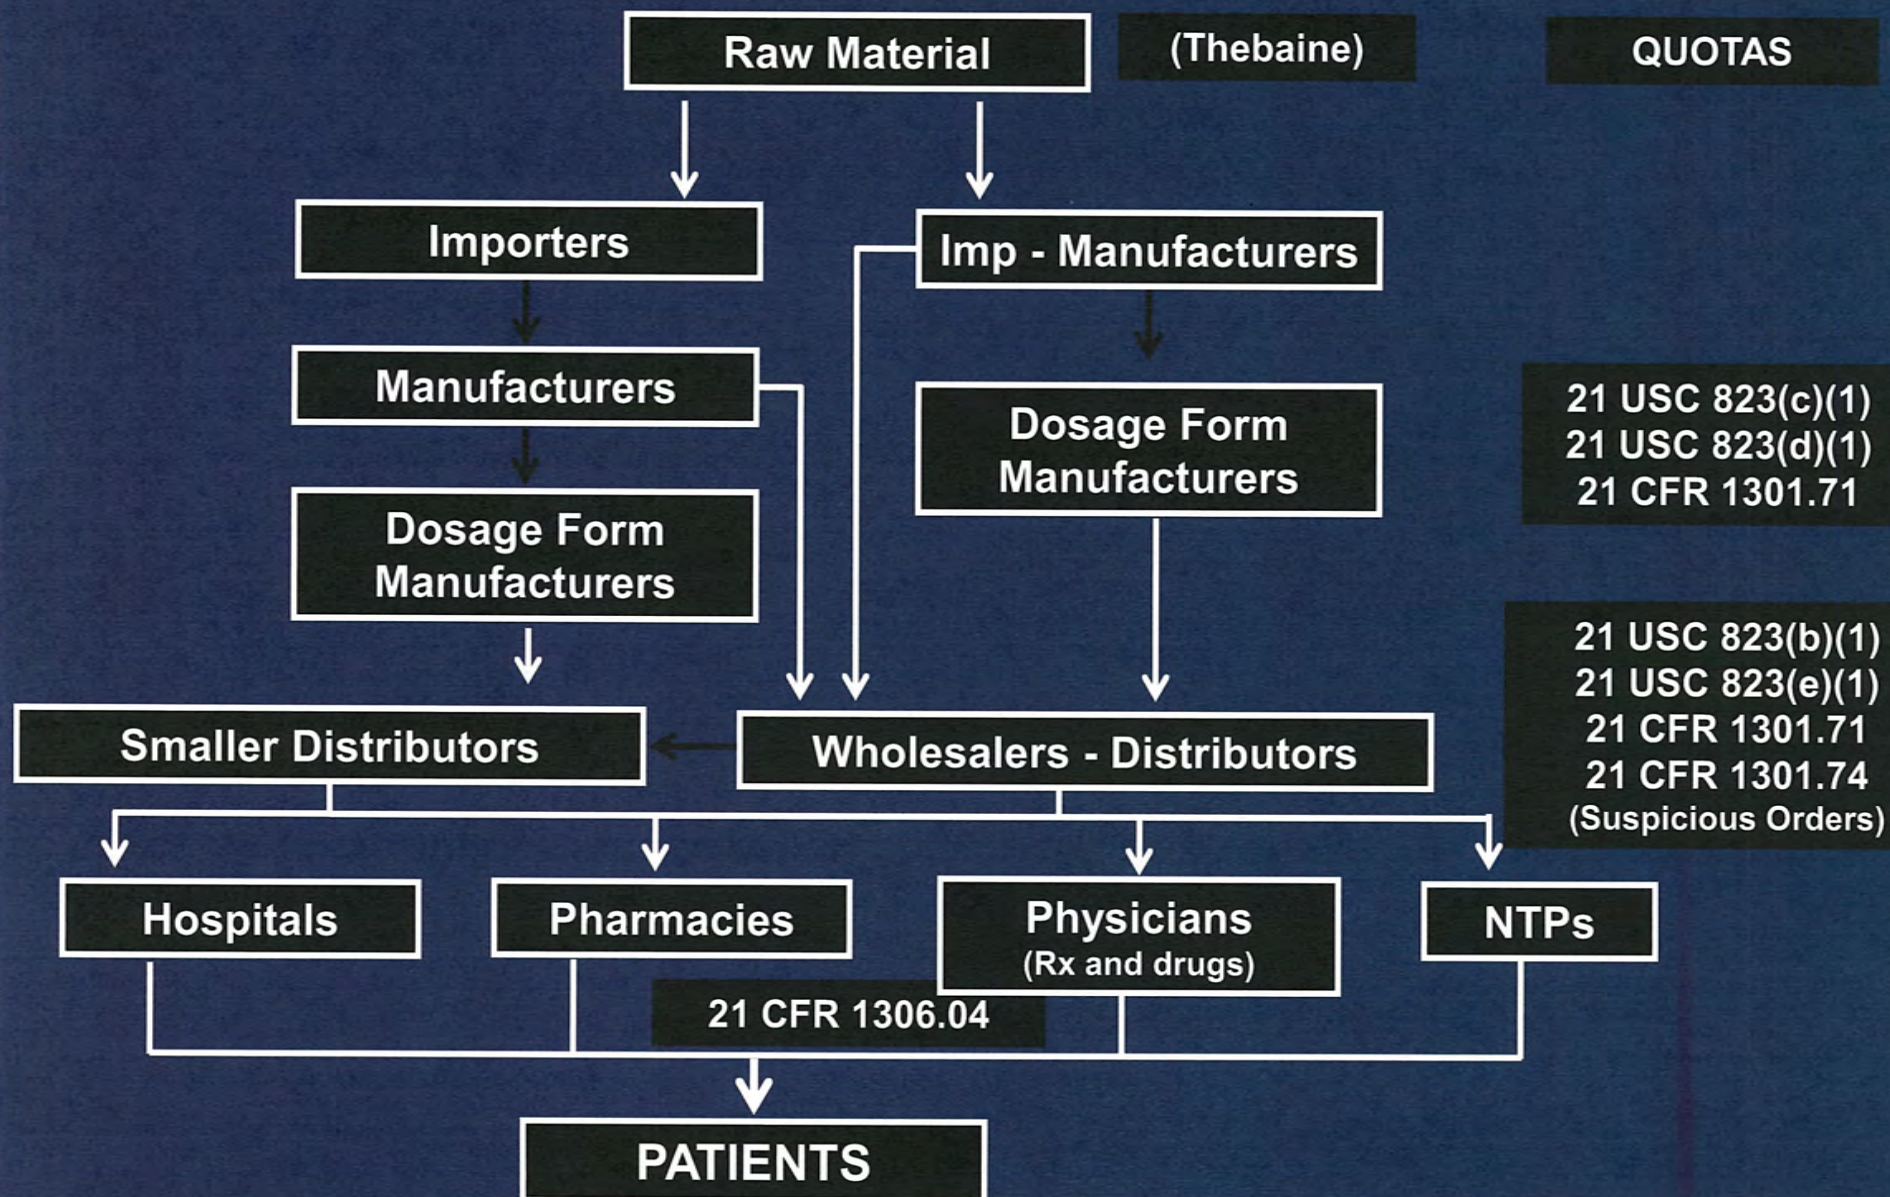 Raw Material
(Thebaine)
QUOTAS
Importers
Imp - Manufacturers
Manufacturers
Dosage Form
Manufacturers
21 USC 823(c)(1)
21 USC 823(d)(1)
21 CFR 1301.71
Dosage Form
Manufacturers
21 USC 823(b)(1)
21 USC 823(e)(1)
21 CFR 1301.71
21 CFR 1301.74
(Suspicious Orders)
Smaller Distributors
Wholesalers - Distributors
Hospitals
Pharmacies
Physicians
(Rx and drugs)
NTPs
21 CFR 1306.04
PATIENTS